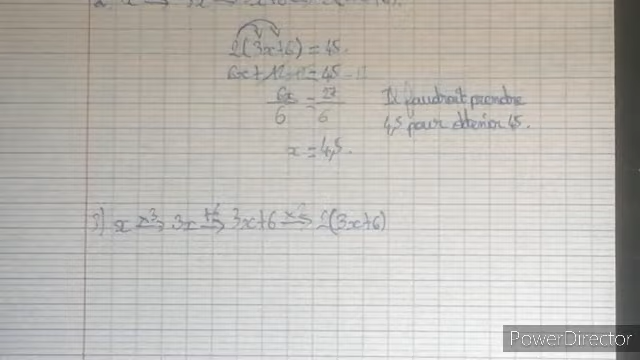 2(3x+6) = 45.
6x+12-12 = 45-12
6x = 27
6 6
x = 4,5.
Il faudrait prendre
4,5 pour obtenir 45.
3) x ×3→ 3x +6→ 3x+6 ×2→ 2(3x+6)
PowerDirector